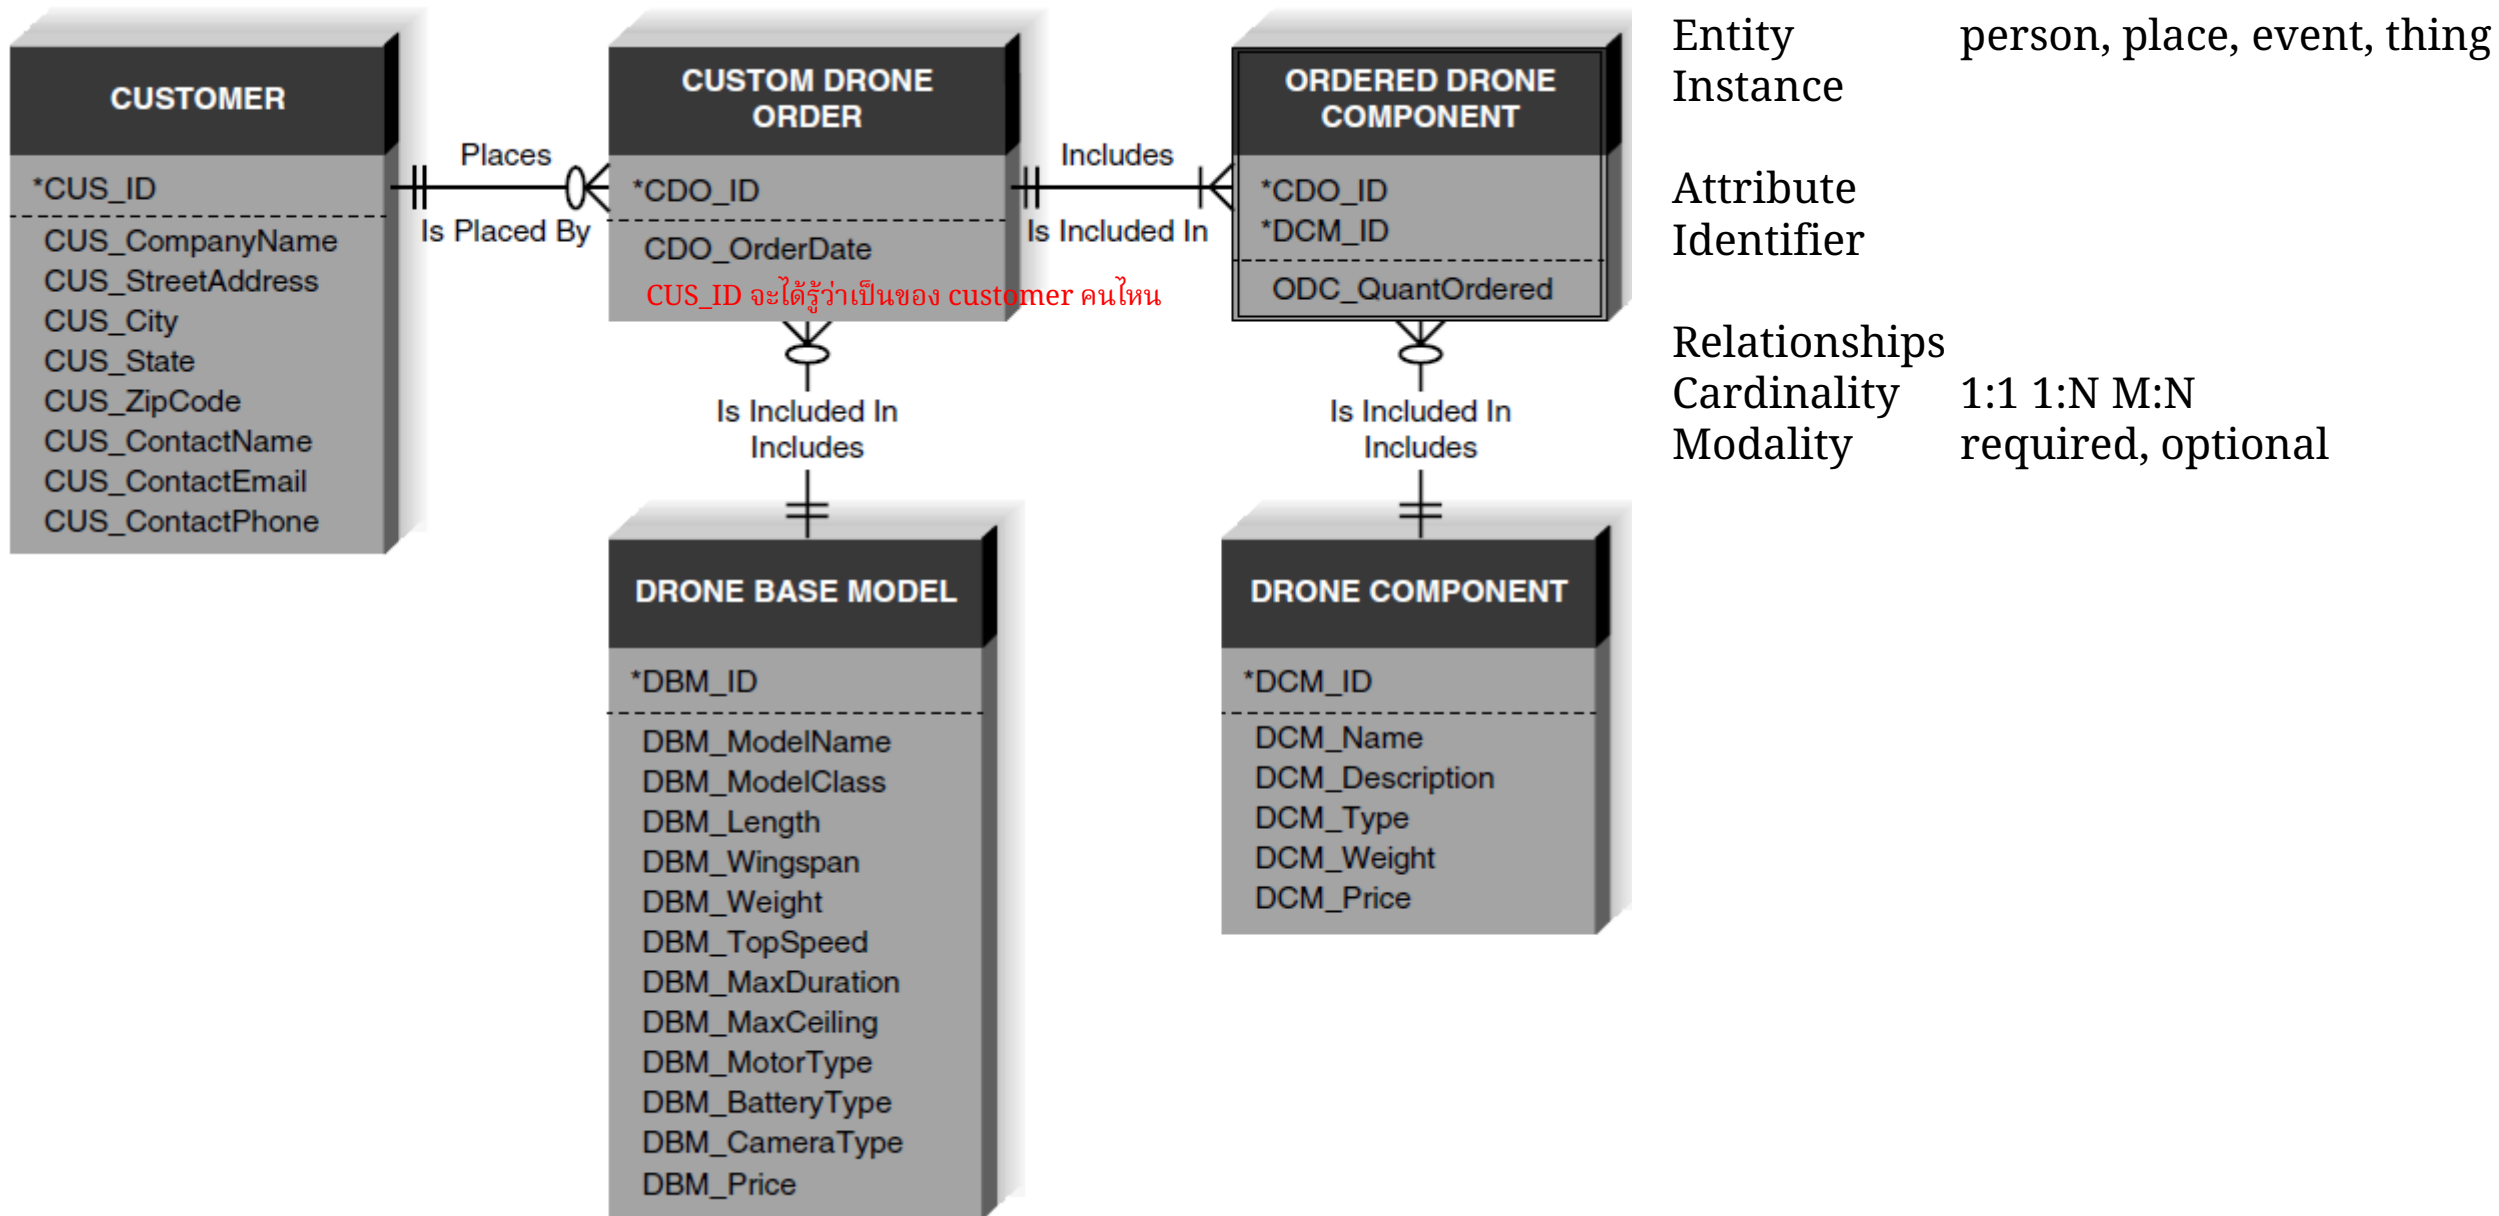 CUSTOMER
*CUS_ID
CUS_CompanyName
CUS_StreetAddress
CUS_City
CUS_State
CUS_ZipCode
CUS_ContactName
CUS_ContactEmail
CUS_ContactPhone
Places
Is Placed By
CUSTOM DRONE
ORDER
*CDO_ID
CDO_OrderDate
CUS_ID จะได้รู้ว่าเป็นของ customer คนไหน
Includes
Is Included In
ORDERED DRONE
COMPONENT
*CDO_ID
*DCM_ID
ODC_QuantOrdered
Is Included In
Includes
DRONE BASE MODEL
*DBM_ID
DBM_ModelName
DBM_ModelClass
DBM_Length
DBM_Wingspan
DBM_Weight
DBM_TopSpeed
DBM_MaxDuration
DBM_MaxCeiling
DBM_MotorType
DBM_BatteryType
DBM_CameraType
DBM_Price
Is Included In
Includes
DRONE COMPONENT
*DCM_ID
DCM_Name
DCM_Description
DCM_Type
DCM_Weight
DCM_Price
Entity person, place, event, thing
Instance
Attribute
Identifier
Relationships
Cardinality 1:1 1:N M:N
Modality required, optional